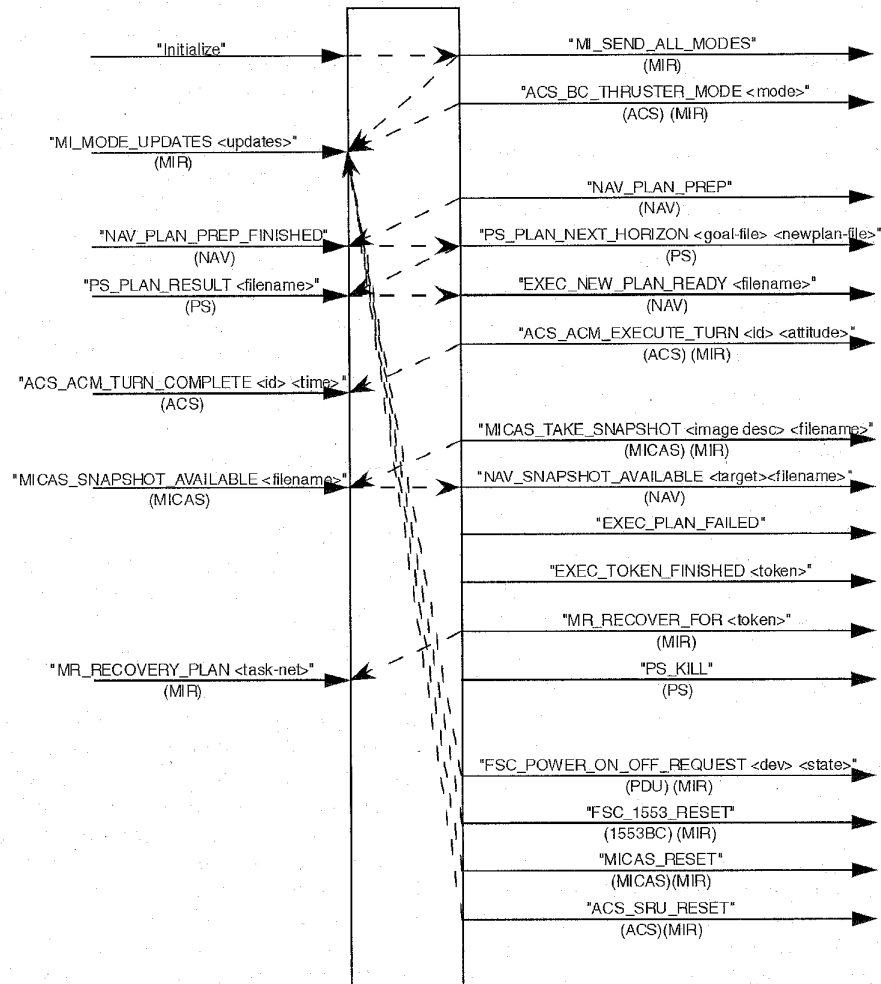 "Initialize"
"MI_SEND_ALL_MODES"
(MIR)
"ACS_BC_THRUSTER_MODE <mode>"
(ACS) (MIR)
"MI_MODE_UPDATES <updates>"
(MIR)
"NAV_PLAN_PREP"
(NAV)
"NAV_PLAN_PREP_FINISHED"
(NAV)
"PS_PLAN_NEXT_HORIZON <goal-file> <newplan-file>"
(PS)
"PS_PLAN_RESULT <filename>"
(PS)
"EXEC_NEW_PLAN_READY <filename>"
(NAV)
"ACS_ACM_EXECUTE_TURN <id> <attitude>"
(ACS) (MIR)
"ACS_ACM_TURN_COMPLETE <id> <time>"
(ACS)
"MICAS_TAKE_SNAPSHOT <image desc> <filename>"
(MICAS) (MIR)
"MICAS_SNAPSHOT_AVAILABLE <filename>"
(MICAS)
"NAV_SNAPSHOT_AVAILABLE <target><filename>"
(NAV)
"EXEC_PLAN_FAILED"
"EXEC_TOKEN_FINISHED <token>"
"MR_RECOVER_FOR <token>"
(MIR)
"MR_RECOVERY_PLAN <task-net>"
(MIR)
"PS_KILL"
(PS)
"FSC_POWER_ON_OFF_REQUEST <dev> <state>"
(PDU) (MIR)
"FSC_1553_RESET"
(1553BC) (MIR)
"MICAS_RESET"
(MICAS)(MIR)
"ACS_SRU_RESET"
(ACS)(MIR)